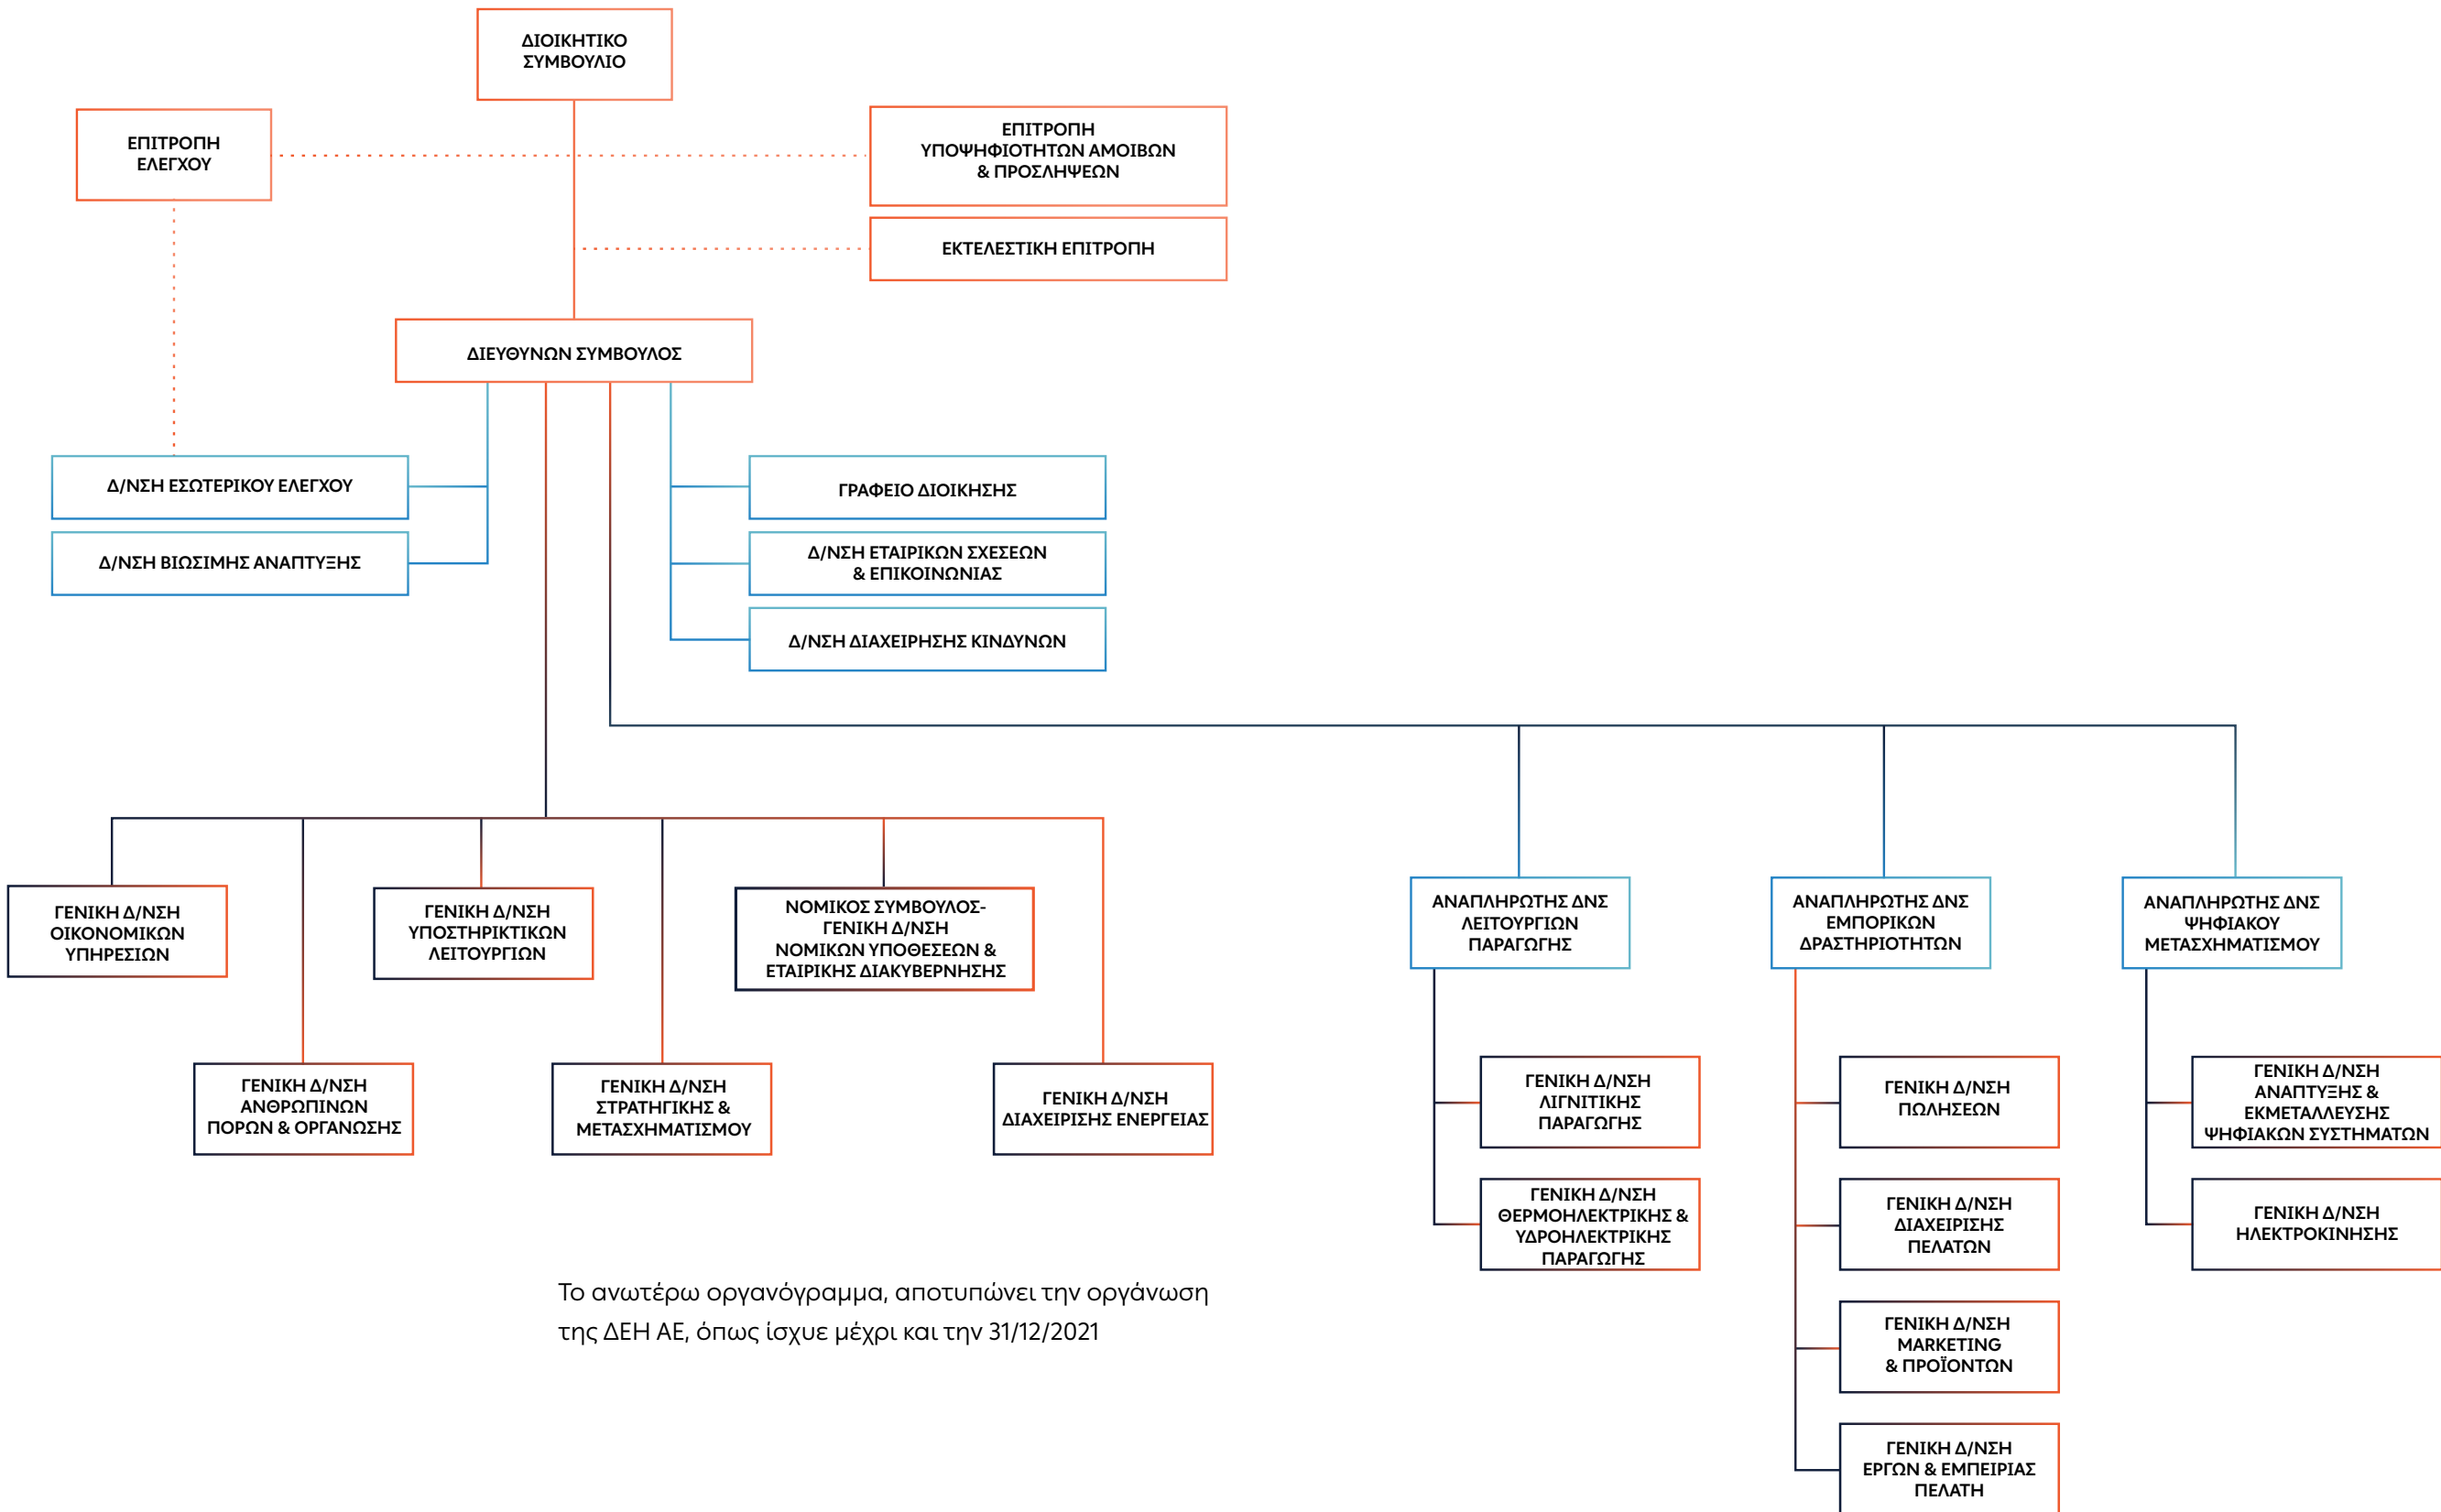 ΔΙΟΙΚΗΤΙΚΟ
ΣΥΜΒΟΥΛΙΟ
ΕΠΙΤΡΟΠΗ
ΕΛΕΓΧΟΥ
ΕΠΙΤΡΟΠΗ
ΥΠΟΨΗΦΙΟΤΗΤΩΝ ΑΜΟΙΒΩΝ
& ΠΡΟΣΛΗΨΕΩΝ
ΕΚΤΕΛΕΣΤΙΚΗ ΕΠΙΤΡΟΠΗ
ΔΙΕΥΘΥΝΩΝ ΣΥΜΒΟΥΛΟΣ
Δ/ΝΣΗ ΕΣΩΤΕΡΙΚΟΥ ΕΛΕΓΧΟΥ
Δ/ΝΣΗ ΒΙΩΣΙΜΗΣ ΑΝΑΠΤΥΞΗΣ
ΓΡΑΦΕΙΟ ΔΙΟΙΚΗΣΗΣ
Δ/ΝΣΗ ΕΤΑΙΡΙΚΩΝ ΣΧΕΣΕΩΝ
& ΕΠΙΚΟΙΝΩΝΙΑΣ
Δ/ΝΣΗ ΔΙΑΧΕΙΡΗΣΗΣ ΚΙΝΔΥΝΩΝ
ΓΕΝΙΚΗ Δ/ΝΣΗ
ΟΙΚΟΝΟΜΙΚΩΝ
ΥΠΗΡΕΣΙΩΝ
ΓΕΝΙΚΗ Δ/ΝΣΗ
ΥΠΟΣΤΗΡΙΚΤΙΚΩΝ
ΛΕΙΤΟΥΡΓΙΩΝ
ΝΟΜΙΚΟΣ ΣΥΜΒΟΥΛΟΣ-
ΓΕΝΙΚΗ Δ/ΝΣΗ
ΝΟΜΙΚΩΝ ΥΠΟΘΕΣΕΩΝ &
ΕΤΑΙΡΙΚΗΣ ΔΙΑΚΥΒΕΡΝΗΣΗΣ
ΓΕΝΙΚΗ Δ/ΝΣΗ
ΑΝΘΡΩΠΙΝΩΝ
ΠΟΡΩΝ & ΟΡΓΑΝΩΣΗΣ
ΓΕΝΙΚΗ Δ/ΝΣΗ
ΣΤΡΑΤΗΓΙΚΗΣ &
ΜΕΤΑΣΧΗΜΑΤΙΣΜΟΥ
ΓΕΝΙΚΗ Δ/ΝΣΗ
ΔΙΑΧΕΙΡΙΣΗΣ ΕΝΕΡΓΕΙΑΣ
ΑΝΑΠΛΗΡΩΤΗΣ ΔΝΣ
ΛΕΙΤΟΥΡΓΙΩΝ
ΠΑΡΑΓΩΓΗΣ
ΓΕΝΙΚΗ Δ/ΝΣΗ
ΛΙΓΝΙΤΙΚΗΣ
ΠΑΡΑΓΩΓΗΣ
ΓΕΝΙΚΗ Δ/ΝΣΗ
ΘΕΡΜΟΗΛΕΚΤΡΙΚΗΣ &
ΥΔΡΟΗΛΕΚΤΡΙΚΗΣ
ΠΑΡΑΓΩΓΗΣ
ΑΝΑΠΛΗΡΩΤΗΣ ΔΝΣ
ΕΜΠΟΡΙΚΩΝ
ΔΡΑΣΤΗΡΙΟΤΗΤΩΝ
ΓΕΝΙΚΗ Δ/ΝΣΗ
ΠΩΛΗΣΕΩΝ
ΓΕΝΙΚΗ Δ/ΝΣΗ
ΔΙΑΧΕΙΡΙΣΗΣ
ΠΕΛΑΤΩΝ
ΓΕΝΙΚΗ Δ/ΝΣΗ
MARKETING
& ΠΡΟΪΟΝΤΩΝ
ΓΕΝΙΚΗ Δ/ΝΣΗ
ΕΡΓΩΝ & ΕΜΠΕΙΡΙΑΣ
ΠΕΛΑΤΗ
ΑΝΑΠΛΗΡΩΤΗΣ ΔΝΣ
ΨΗΦΙΑΚΟΥ
ΜΕΤΑΣΧΗΜΑΤΙΣΜΟΥ
ΓΕΝΙΚΗ Δ/ΝΣΗ
ΑΝΑΠΤΥΞΗΣ &
ΕΚΜΕΤΑΛΛΕΥΣΗΣ
ΨΗΦΙΑΚΩΝ ΣΥΣΤΗΜΑΤΩΝ
ΓΕΝΙΚΗ Δ/ΝΣΗ
ΗΛΕΚΤΡΟΚΙΝΗΣΗΣ
Το ανωτέρω οργανόγραμμα, αποτυπώνει την οργάνωση
της ΔΕΗ ΑΕ, όπως ίσχυε μέχρι και την 31/12/2021